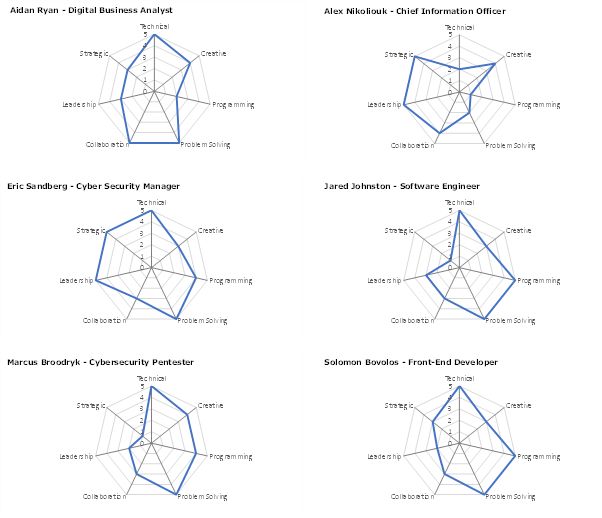 Aidan Ryan - Digital Business Analyst
Technical
5
4
3
2
1
0
Creative
Programming
Problem Solving
Collaboration
Leadership
Strategic
Alex Nikoliouk - Chief Information Officer
Technical
5
4
3
2
1
0
Creative
Programming
Problem Solving
Collaboration
Leadership
Strategic
Eric Sandberg - Cyber Security Manager
Technical
5
4
3
2
1
0
Creative
Programming
Problem Solving
Collaboration
Leadership
Strategic
Jared Johnston - Software Engineer
Technical
5
4
3
2
1
0
Creative
Programming
Problem Solving
Collaboration
Leadership
Strategic
Marcus Broodryk - Cybersecurity Pentester
Technical
5
4
3
2
1
0
Creative
Programming
Problem Solving
Collaboration
Leadership
Strategic
Solomon Bovolos - Front-End Developer
Technical
5
4
3
2
1
0
Creative
Programming
Problem Solving
Collaboration
Leadership
Strategic